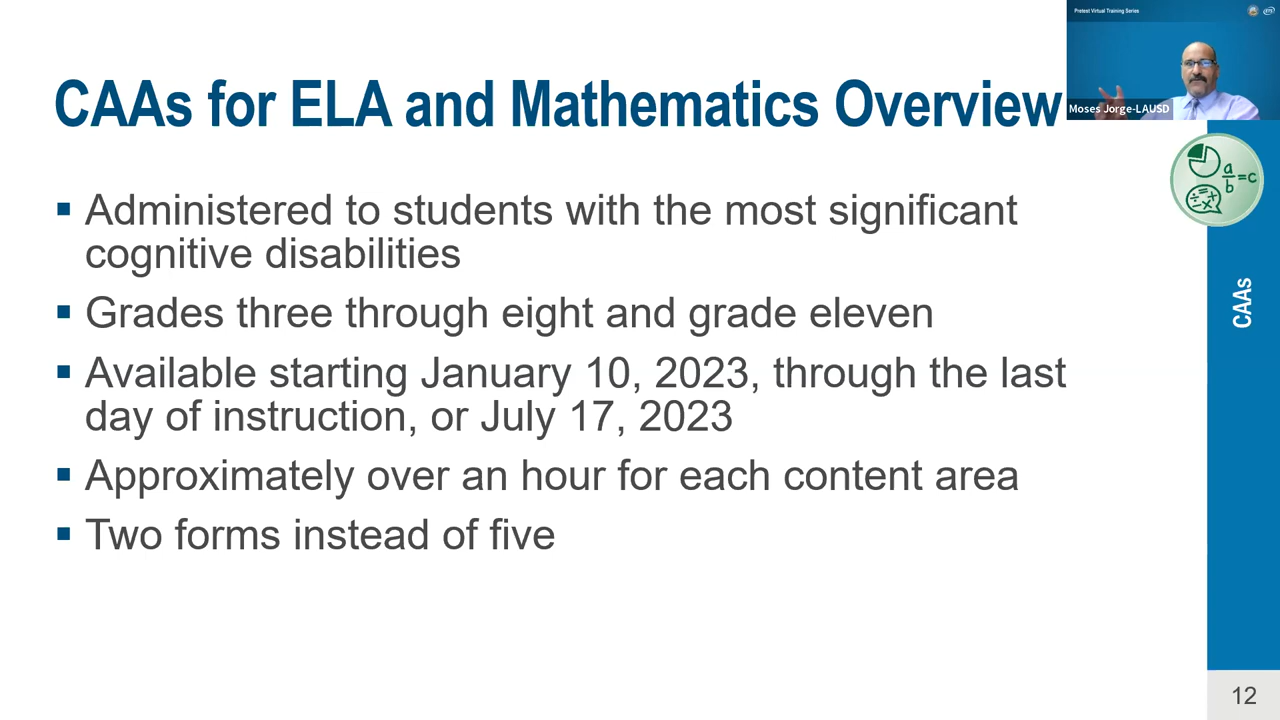 Pretest Virtual Training Series
CAAs for ELA and Mathematics Overview
Moses Jorge-LAUSD
a
b
=c
▪ Administered to students with the most significant
cognitive disabilities
▪ Grades three through eight and grade eleven
▪ Available starting January 10, 2023, through the last
day of instruction, or July 17, 2023
▪ Approximately over an hour for each content area
▪ Two forms instead of five
CAAs
12